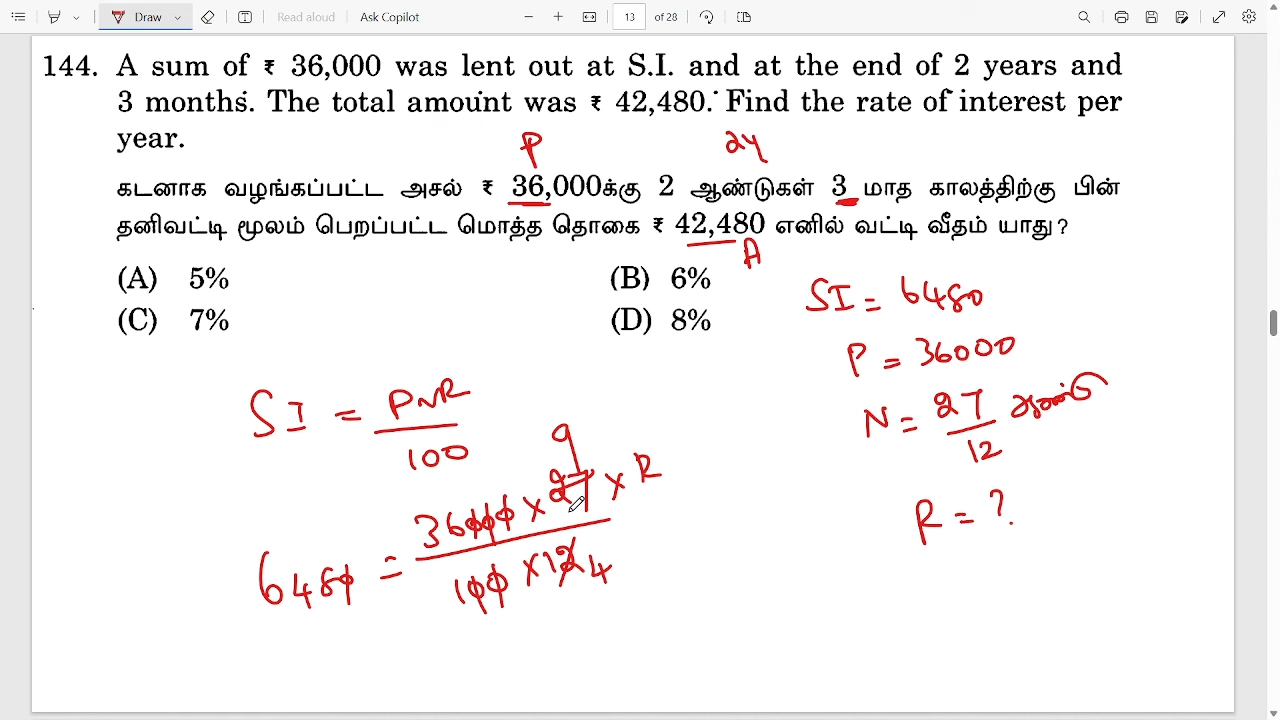 Draw
Read aloud
Ask Copilot
13
of 28
144. A sum of ₹ 36,000 was lent out at S.I. and at the end of 2 years and
3 months. The total amount was ₹ 42,480. Find the rate of interest per
year.
P
2y
கடனாக வழங்கப்பட்ட அசல் ₹ 36,000க்கு 2 ஆண்டுகள் 3 மாத காலத்திற்கு பின்
தனிவட்டி மூலம் பெறப்பட்ட மொத்த தொகை ₹ 42,480 எனில் வட்டி வீதம் யாது?
A
(A) 5%
(B) 6%
(C) 7%
(D) 8%
SI = 6480
P = 36000
N = 27/12 ஆண்டு
R = ?
SI = PNR/100
9
6480 = 36000 × 27 × R
100 × 12 4